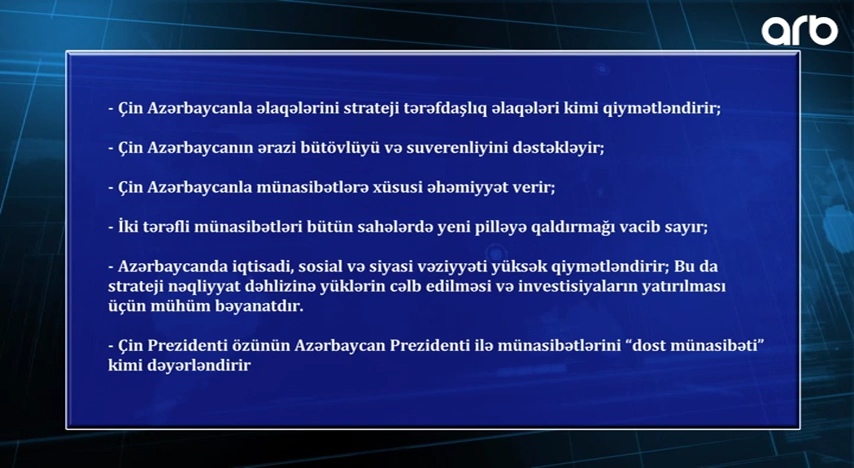 arb
- Çin Azərbaycanla əlaqələrini strateji tərəfdaşlıq əlaqələri kimi qiymətləndirir;
- Çin Azərbaycanın ərazi bütövlüyü və suverenliyini dəstəkləyir;
- Çin Azərbaycanla münasibətlərə xüsusi əhəmiyyət verir;
- İki tərəfli münasibətləri bütün sahələrdə yeni pilləyə qaldırmağı vacib sayır;
- Azərbaycanda iqtisadi, sosial və siyasi vəziyyəti yüksək qiymətləndirir; Bu da
strateji nəqliyyat dəhlizinə yüklərin cəlb edilməsi və investisiyaların yatırılması
üçün mühüm bəyanatdır.
- Çin Prezidenti özünün Azərbaycan Prezidenti ilə münasibətlərini “dost münasibəti”
kimi dəyərləndirir